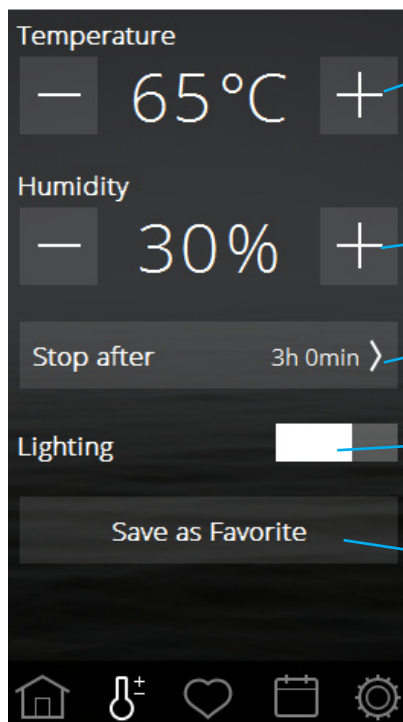 Temperature
65°C
Humidity
30%
Stop after 3h 0min
Lighting
Save as Favorite